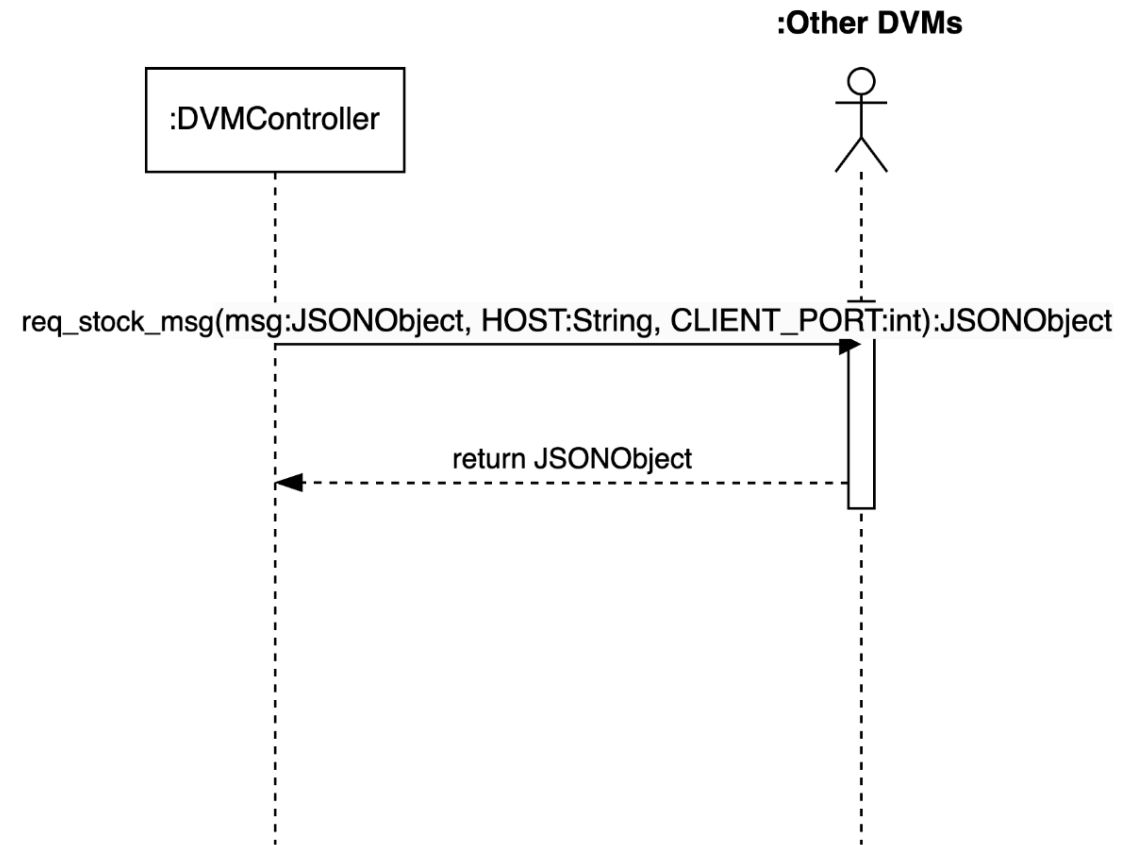 :Other DVMs
:DVMController
req_stock_msg(msg:JSONObject, HOST:String, CLIENT_PORT:int):JSONObject
return JSONObject